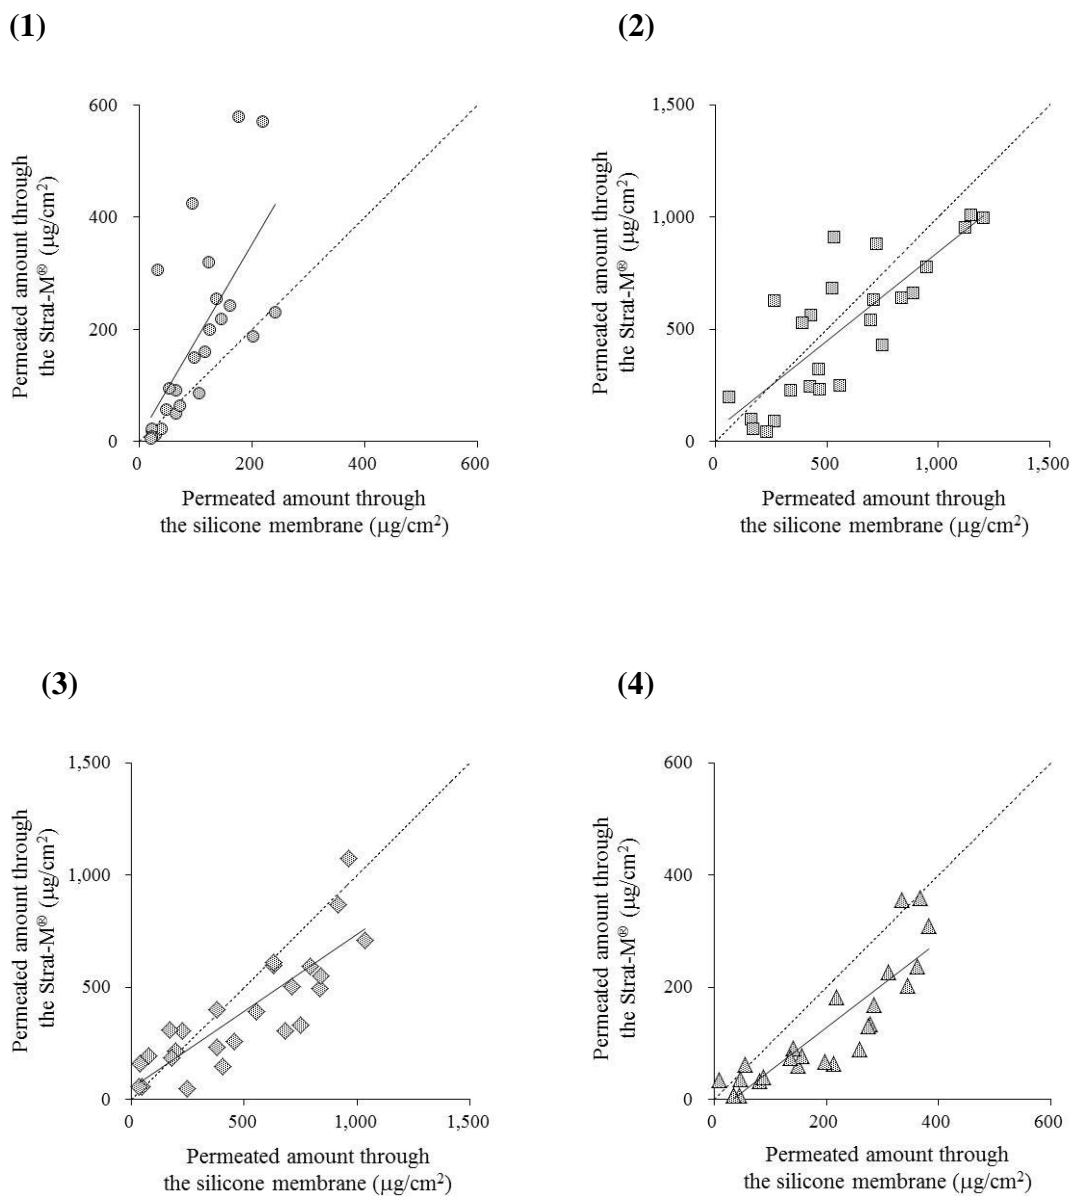 (1)
600
400
200
0
0
200
400
600
Permeated amount through
the Strat-M® (μg/cm²)
Permeated amount through
the silicone membrane (μg/cm²)
(2)
1,500
1,000
500
0
0
500
1,000
1,500
Permeated amount through
the Strat-M® (μg/cm²)
Permeated amount through
the silicone membrane (μg/cm²)
(3)
1,500
1,000
500
0
0
500
1,000
1,500
Permeated amount through
the Strat-M® (μg/cm²)
Permeated amount through
the silicone membrane (μg/cm²)
(4)
600
400
200
0
0
200
400
600
Permeated amount through
the Strat-M® (μg/cm²)
Permeated amount through
the silicone membrane (μg/cm²)